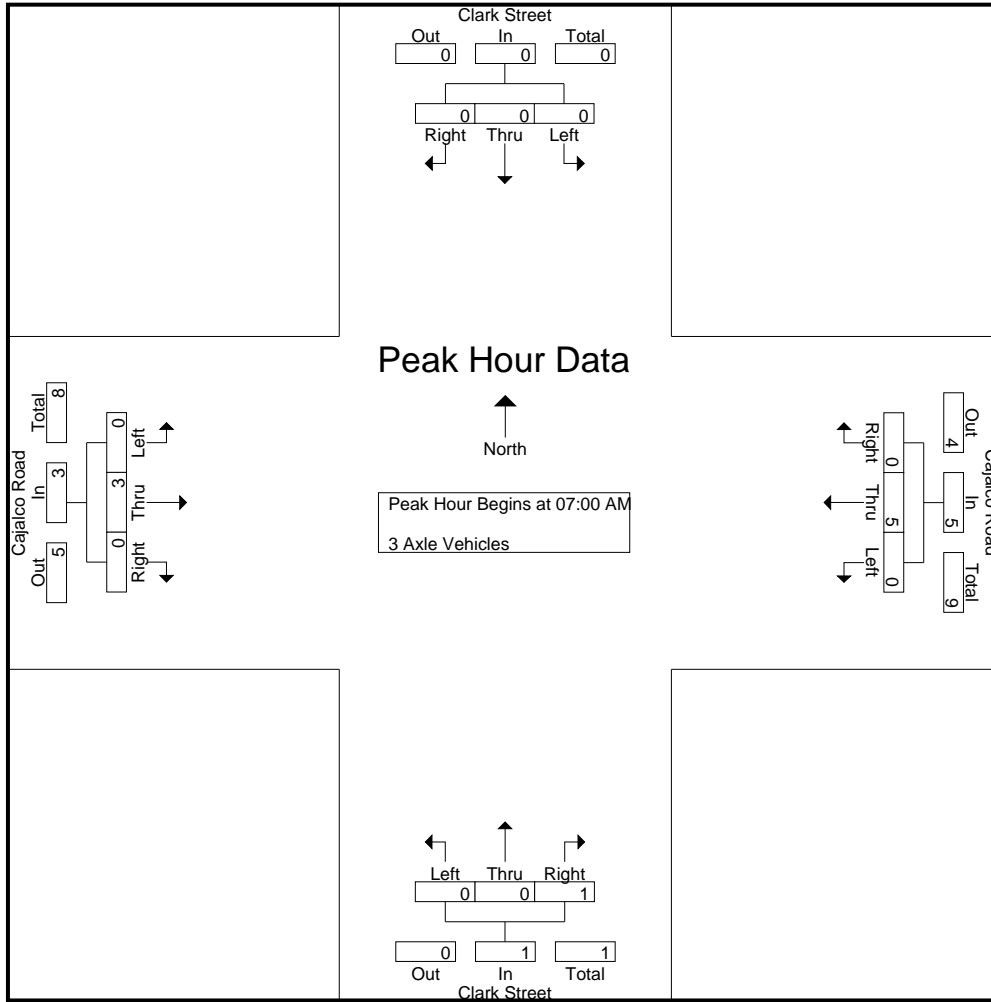 Clark Street
Out In Total
0 0 0
0 0 0
Right Thru Left
Peak Hour Data
North
Peak Hour Begins at 07:00 AM
3 Axle Vehicles
Cajalco Road
Out In Total
5 3 8
Left Thru Right
0 3 0
Cajalco Road
Out In Total
4 5 9
Right Thru Left
0 5 0
Left Thru Right
0 0 1
0 1 1
Out In Total
Clark Street